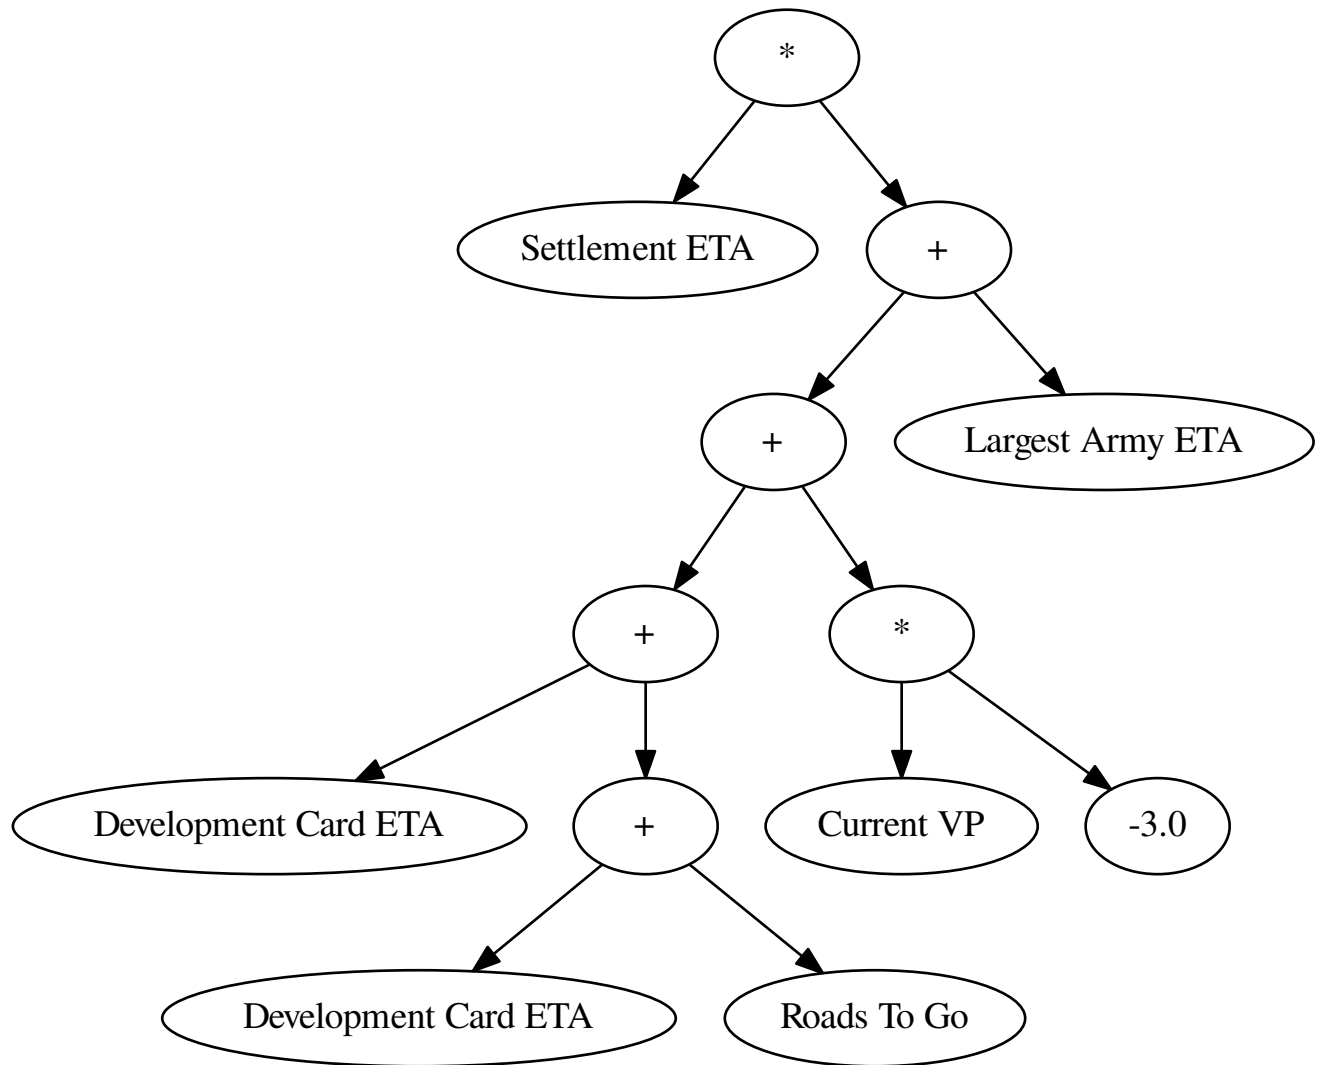 *
Settlement ETA
+
+
Largest Army ETA
+
*
Development Card ETA
+
Current VP
-3.0
Development Card ETA
Roads To Go